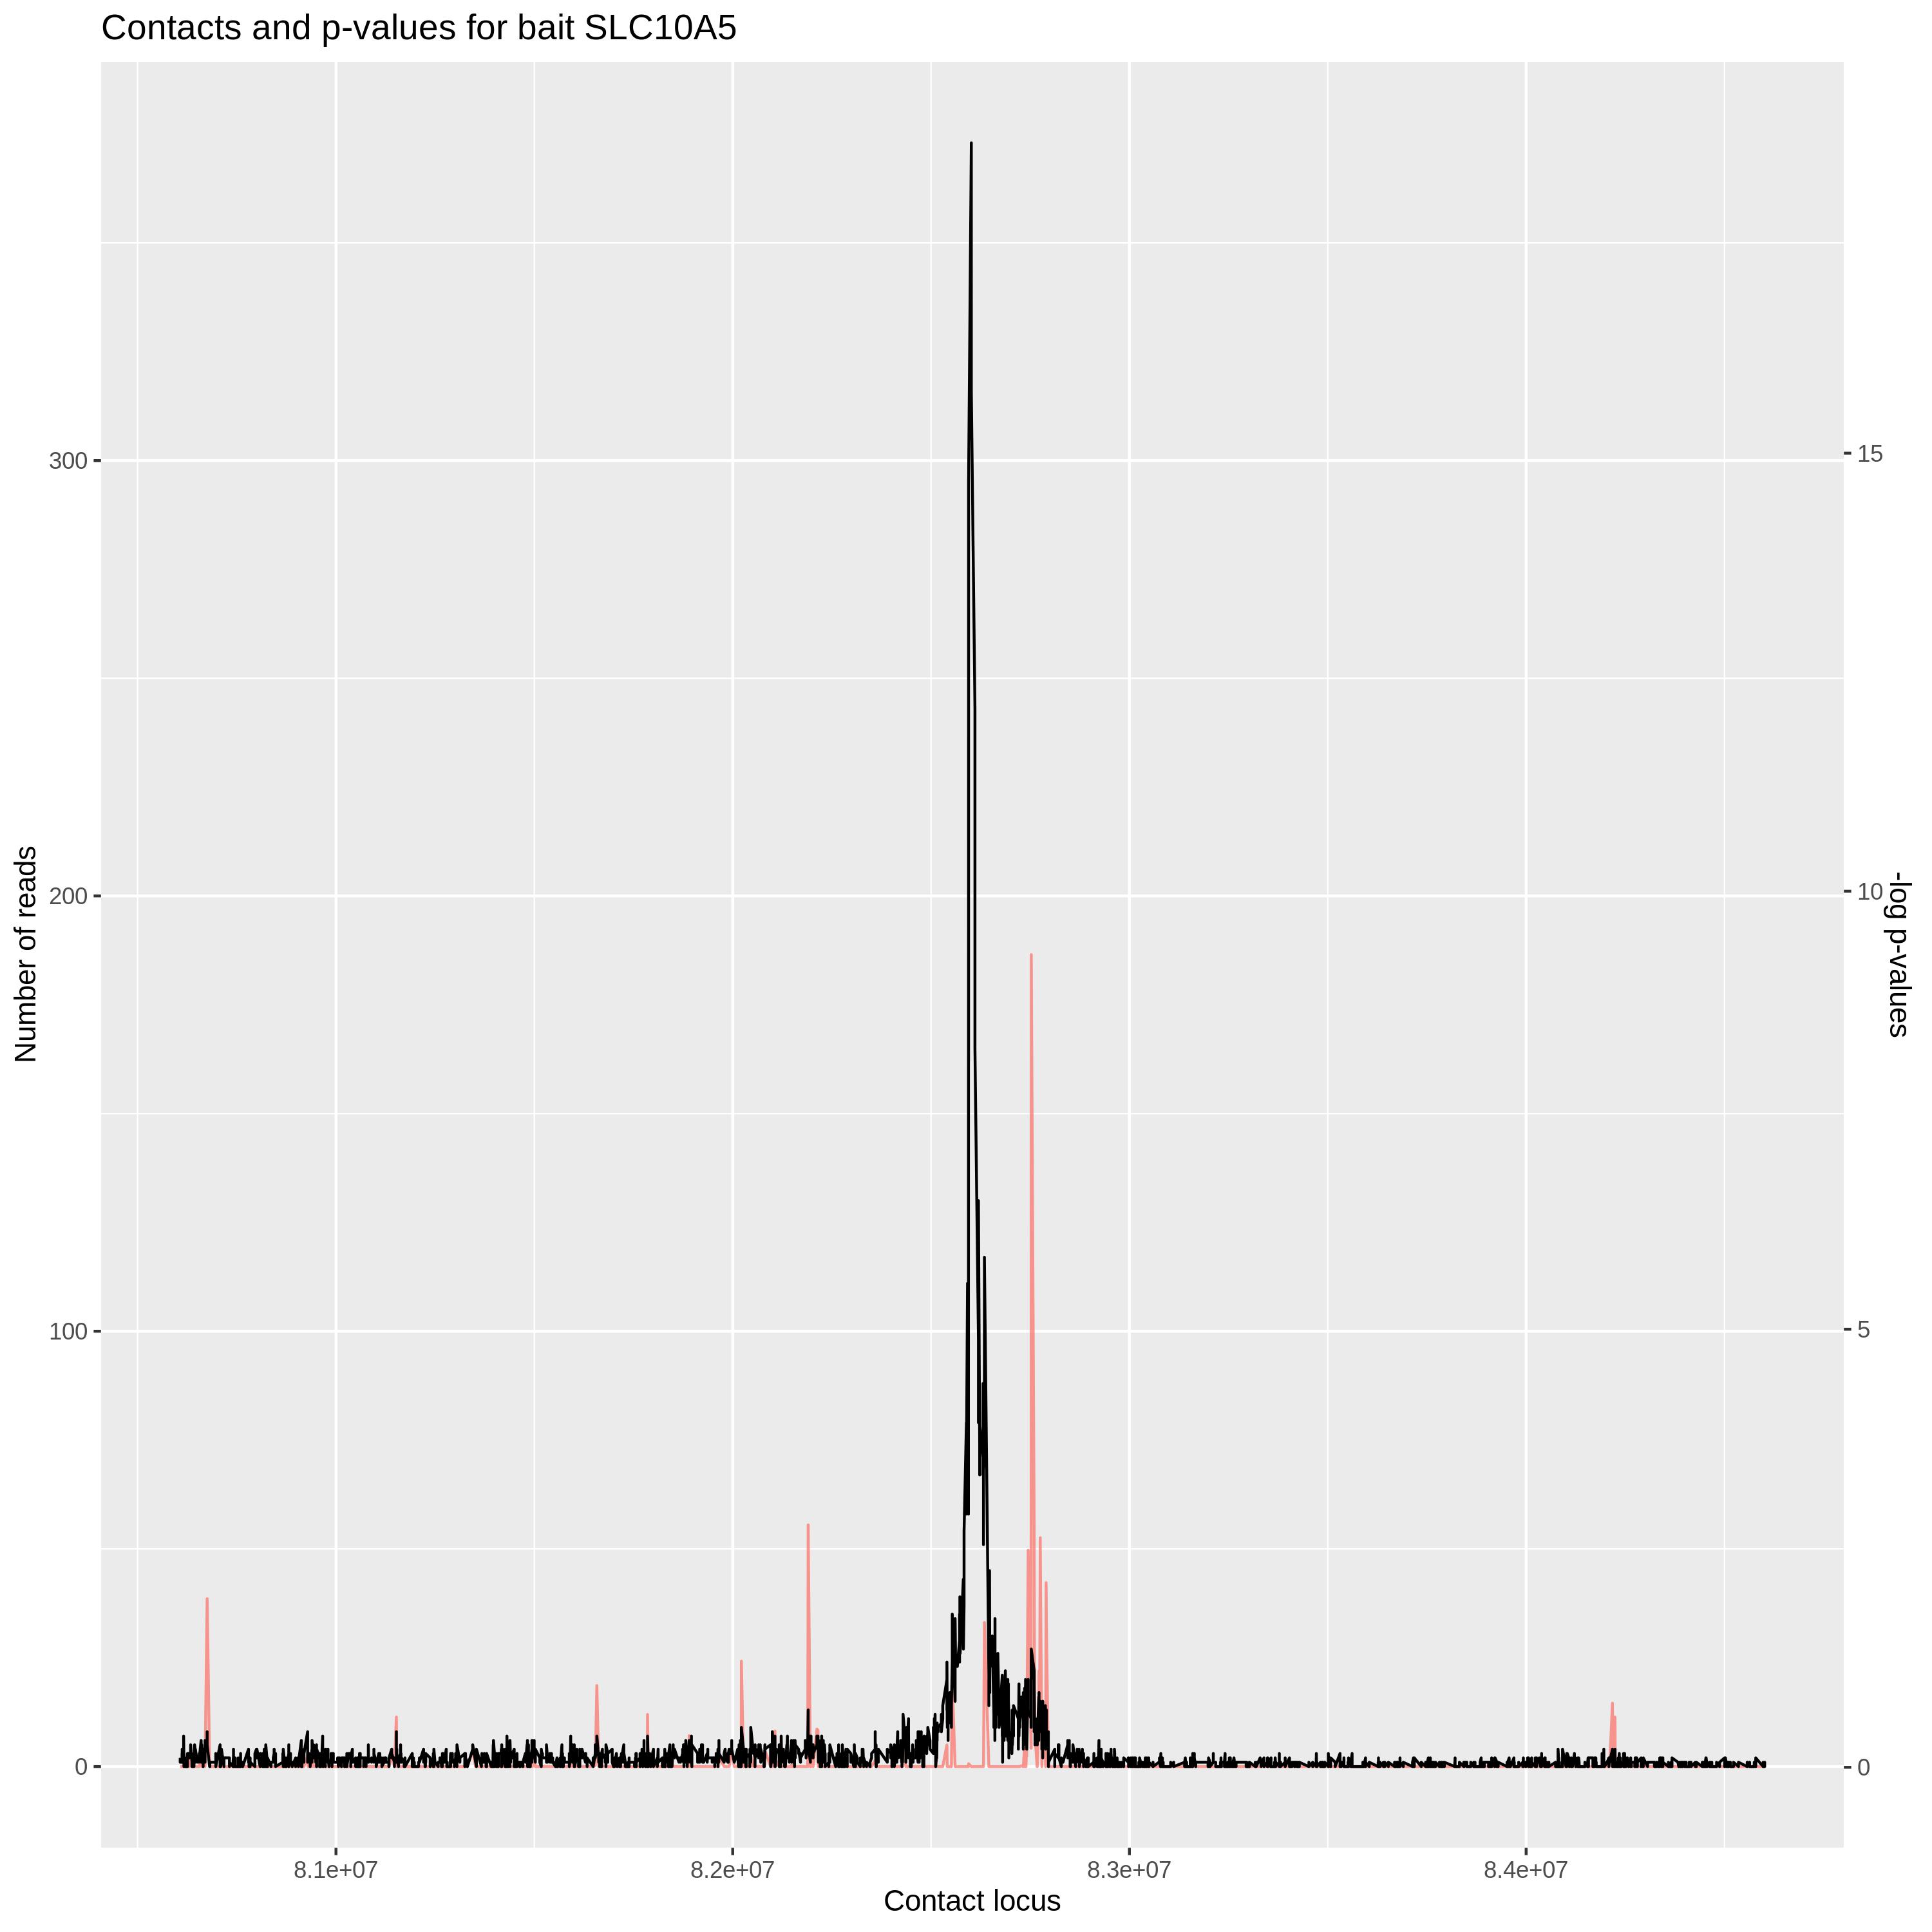 Contacts and p-values for bait SLC10A5
300
200
100
0
Number of reads
15
10
5
0
-log p-values
8.1e+07 8.2e+07 8.3e+07 8.4e+07
Contact locus